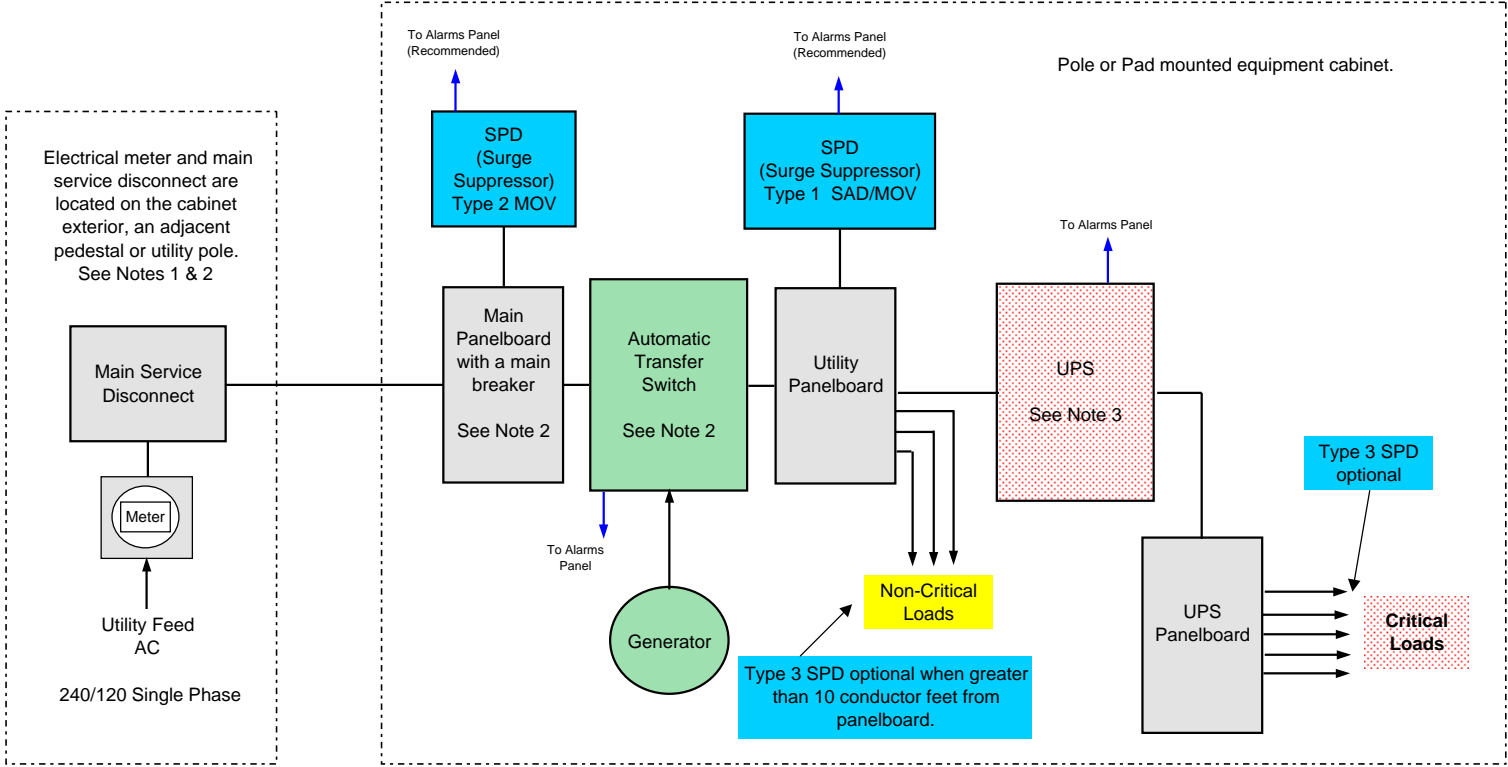 To Alarms Panel
(Recommended)
To Alarms Panel
(Recommended)
Pole or Pad mounted equipment cabinet.
SPD
(Surge
Suppressor)
Type 2 MOV
SPD
(Surge Suppressor)
Type 1 SAD/MOV
Electrical meter and main
service disconnect are
located on the cabinet
exterior, an adjacent
pedestal or utility pole.
See Notes 1 & 2
To Alarms Panel
Main Service
Disconnect
Main
Panelboard
with a main
breaker
See Note 2
Automatic
Transfer
Switch
See Note 2
Utility
Panelboard
UPS
See Note 3
Type 3 SPD
optional
Meter
To Alarms
Panel
Utility Feed
AC
240/120 Single Phase
Generator
Non-Critical
Loads
Type 3 SPD optional when greater
than 10 conductor feet from
panelboard.
UPS
Panelboard
Critical
Loads